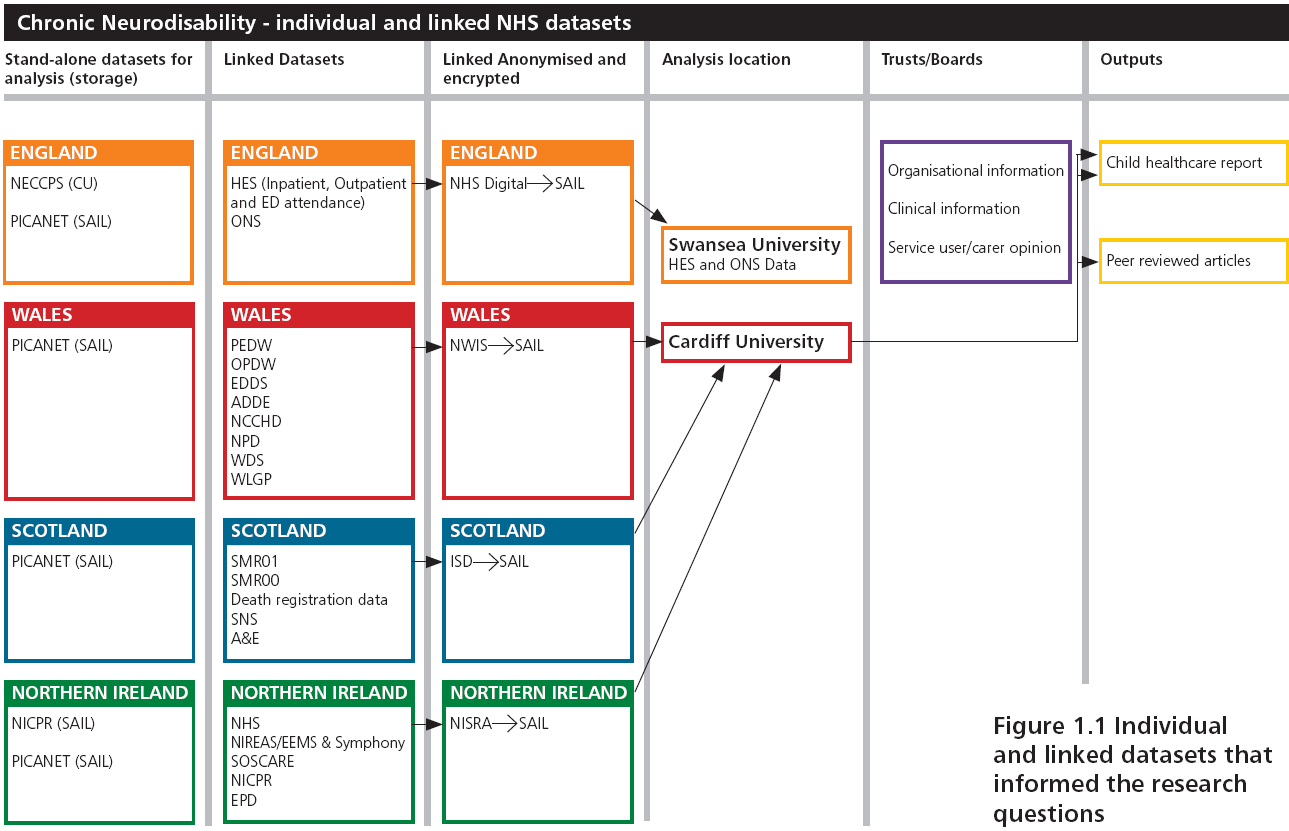 Chronic Neurodisability - individual and linked NHS datasets
Stand-alone datasets for
analysis (storage)
Linked Datasets
Linked Anonymised and
encrypted
Analysis location
Trusts/Boards
Outputs
ENGLAND
NECCPS (CU)
PICANET (SAIL)
ENGLAND
HES (Inpatient, Outpatient
and ED attendance)
ONS
ENGLAND
NHS Digital→SAIL
Swansea University
HES and ONS Data
Organisational information
Clinical information
Service user/carer opinion
Child healthcare report
Peer reviewed articles
WALES
PICANET (SAIL)
WALES
PEDW
OPDW
EDDS
ADDE
NCCHD
NPD
WDS
WLGP
WALES
NWIS→SAIL
Cardiff University
SCOTLAND
PICANET (SAIL)
SCOTLAND
SMR01
SMR00
Death registration data
SNS
A&E
SCOTLAND
ISD→SAIL
NORTHERN IRELAND
NICPR (SAIL)
PICANET (SAIL)
NORTHERN IRELAND
NHS
NIREAS/EEMS & Symphony
SOSCARE
NICPR
EPD
NORTHERN IRELAND
NISRA→SAIL
Figure 1.1 Individual
and linked datasets that
informed the research
questions